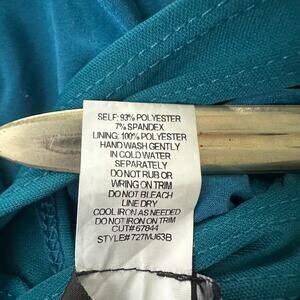 SELF: 93% POLYESTER
7% SPANDEX
LINING: 100% POLYESTER
HAND WASH GENTLY
IN COLD WATER
SEPARATELY
DO NOT RUB OR
WRING ON TRIM
DO NOT BLEACH
LINE DRY
COOL IRON AS NEEDED
DO NOT IRON ON TRIM
CUT# 67844
STYLE# 727MJ63B